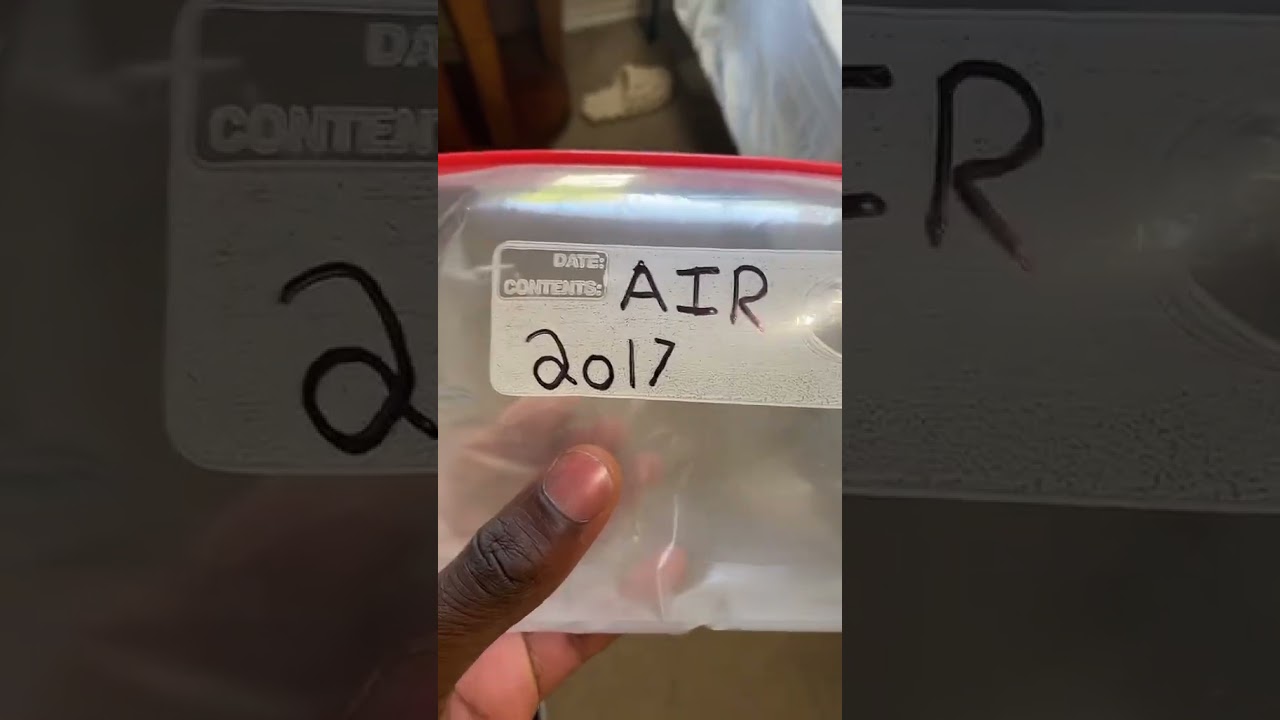 DATE:
CONTENTS: AIR
2017